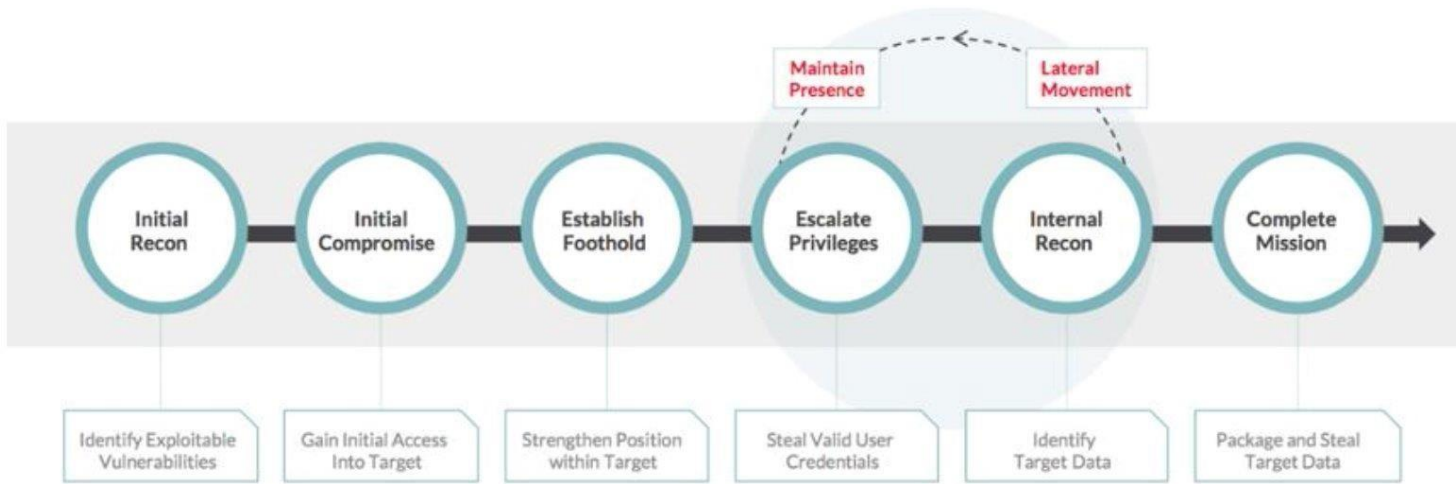 Maintain
Presence
Lateral
Movement
Initial
Recon
Initial
Compromise
Establish
Foothold
Escalate
Privileges
Internal
Recon
Complete
Mission
Identify Exploitable
Vulnerabilities
Gain Initial Access
Into Target
Strengthen Position
within Target
Steal Valid User
Credentials
Identify
Target Data
Package and Steal
Target Data